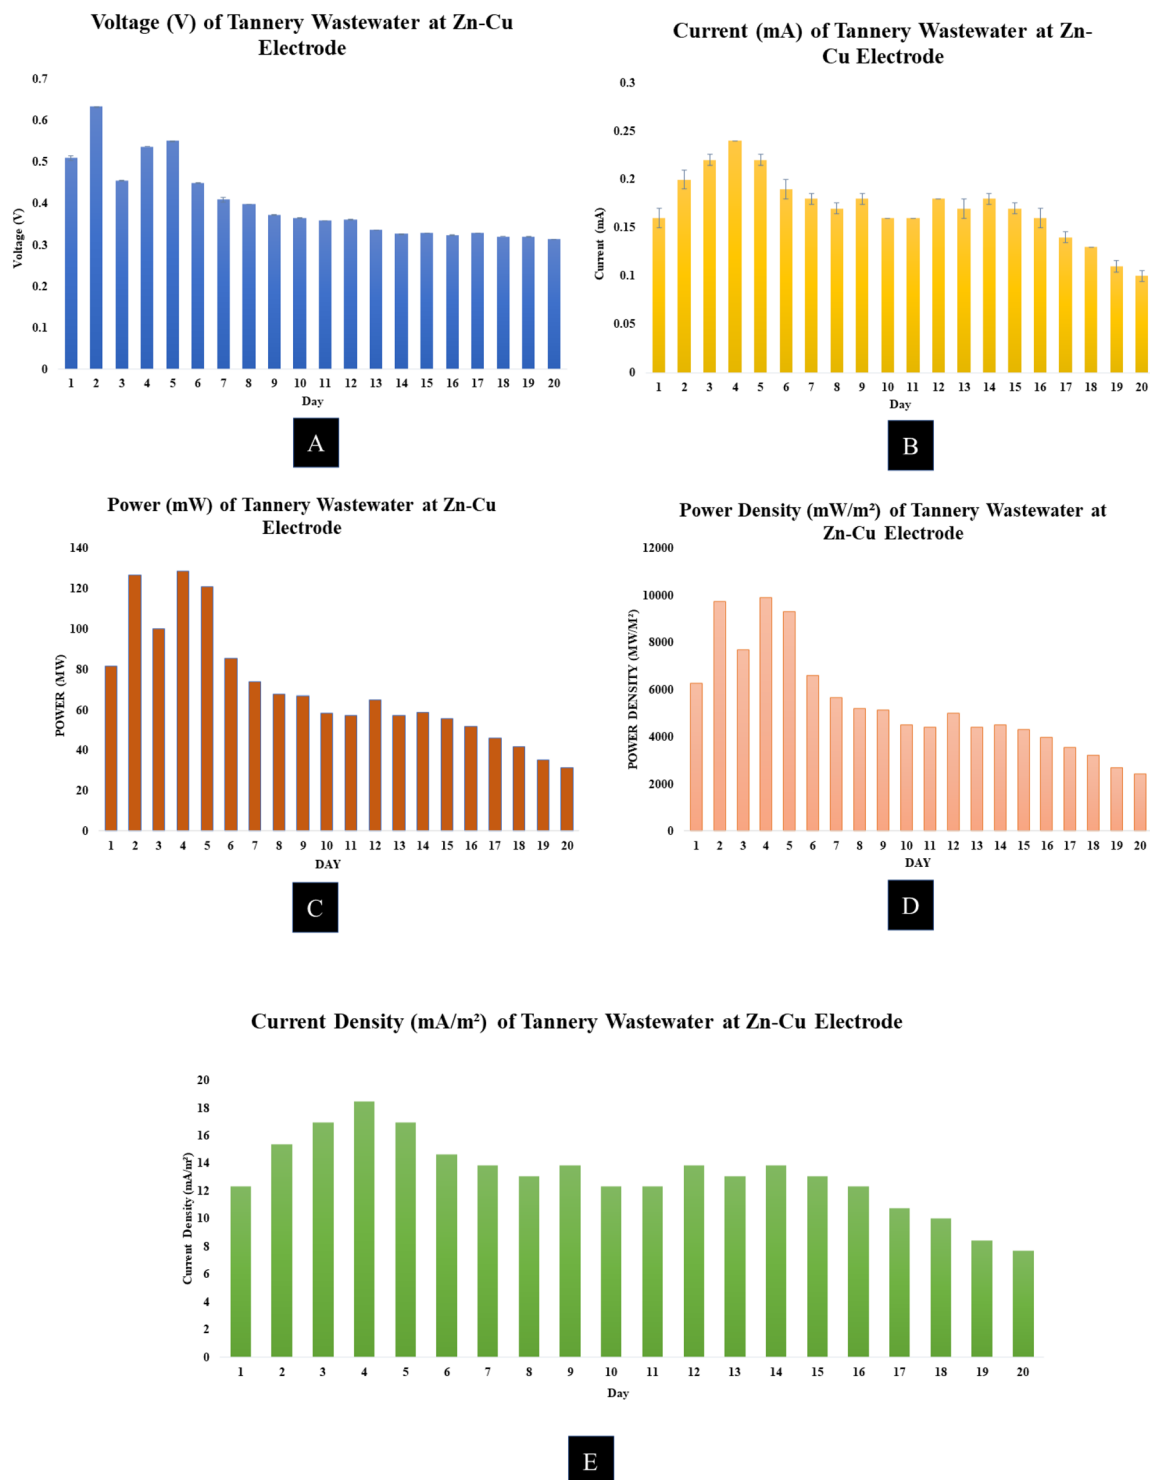 Voltage (V) of Tannery Wastewater at Zn-Cu
Electrode
0.7
0.6
0.5
0.4
0.3
0.2
0.1
0
Voltage (V)
1 2 3 4 5 6 7 8 9 10 11 12 13 14 15 16 17 18 19 20
Day
A
Current (mA) of Tannery Wastewater at Zn-
Cu Electrode
0.3
0.25
0.2
0.15
0.1
0.05
0
Current (mA)
1 2 3 4 5 6 7 8 9 10 11 12 13 14 15 16 17 18 19 20
Day
B
Power (mW) of Tannery Wastewater at Zn-Cu
Electrode
140
120
100
80
60
40
20
0
POWER (MW)
1 2 3 4 5 6 7 8 9 10 11 12 13 14 15 16 17 18 19 20
DAY
C
Power Density (mW/m²) of Tannery Wastewater at
Zn-Cu Electrode
12000
10000
8000
6000
4000
2000
0
POWER DENSITY (MW/M²)
1 2 3 4 5 6 7 8 9 10 11 12 13 14 15 16 17 18 19 20
DAY
D
Current Density (mA/m²) of Tannery Wastewater at Zn-Cu Electrode
20
18
16
14
12
10
8
6
4
2
0
Current Density (mA/m²)
1 2 3 4 5 6 7 8 9 10 11 12 13 14 15 16 17 18 19 20
Day
E